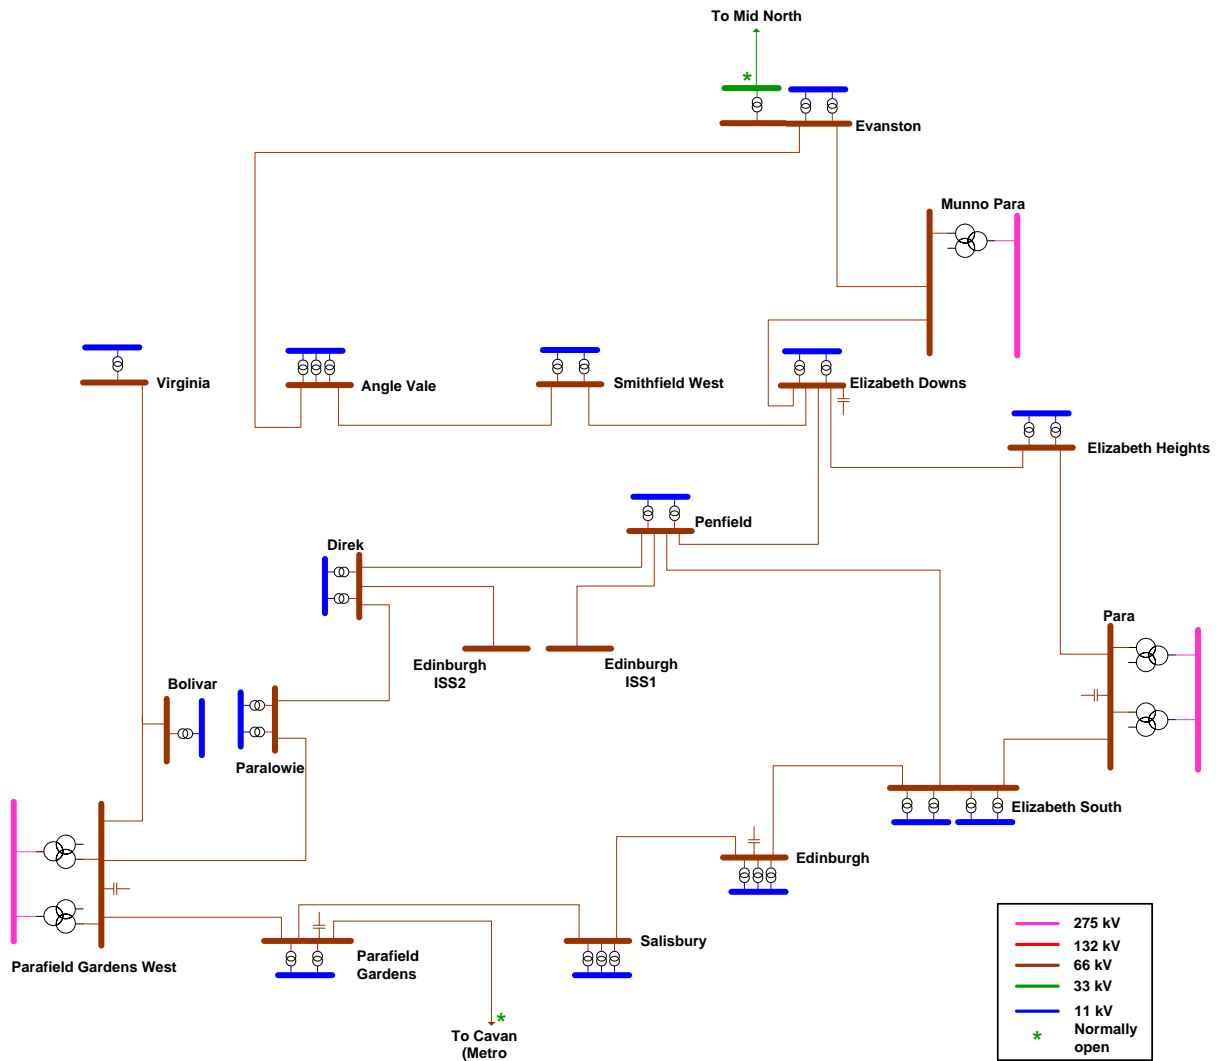 To Mid North
*
Evanston
Munno Para
Virginia
Angle Vale
Smithfield West
Elizabeth Downs
Elizabeth Heights
Penfield
Direk
Edinburgh
ISS2
Edinburgh
ISS1
Para
Bolivar
Paralowie
Elizabeth South
Edinburgh
Parafield Gardens West
Parafield
Gardens
Salisbury
*
To Cavan
(Metro
275 kV
132 kV
66 kV
33 kV
11 kV
* Normally
open